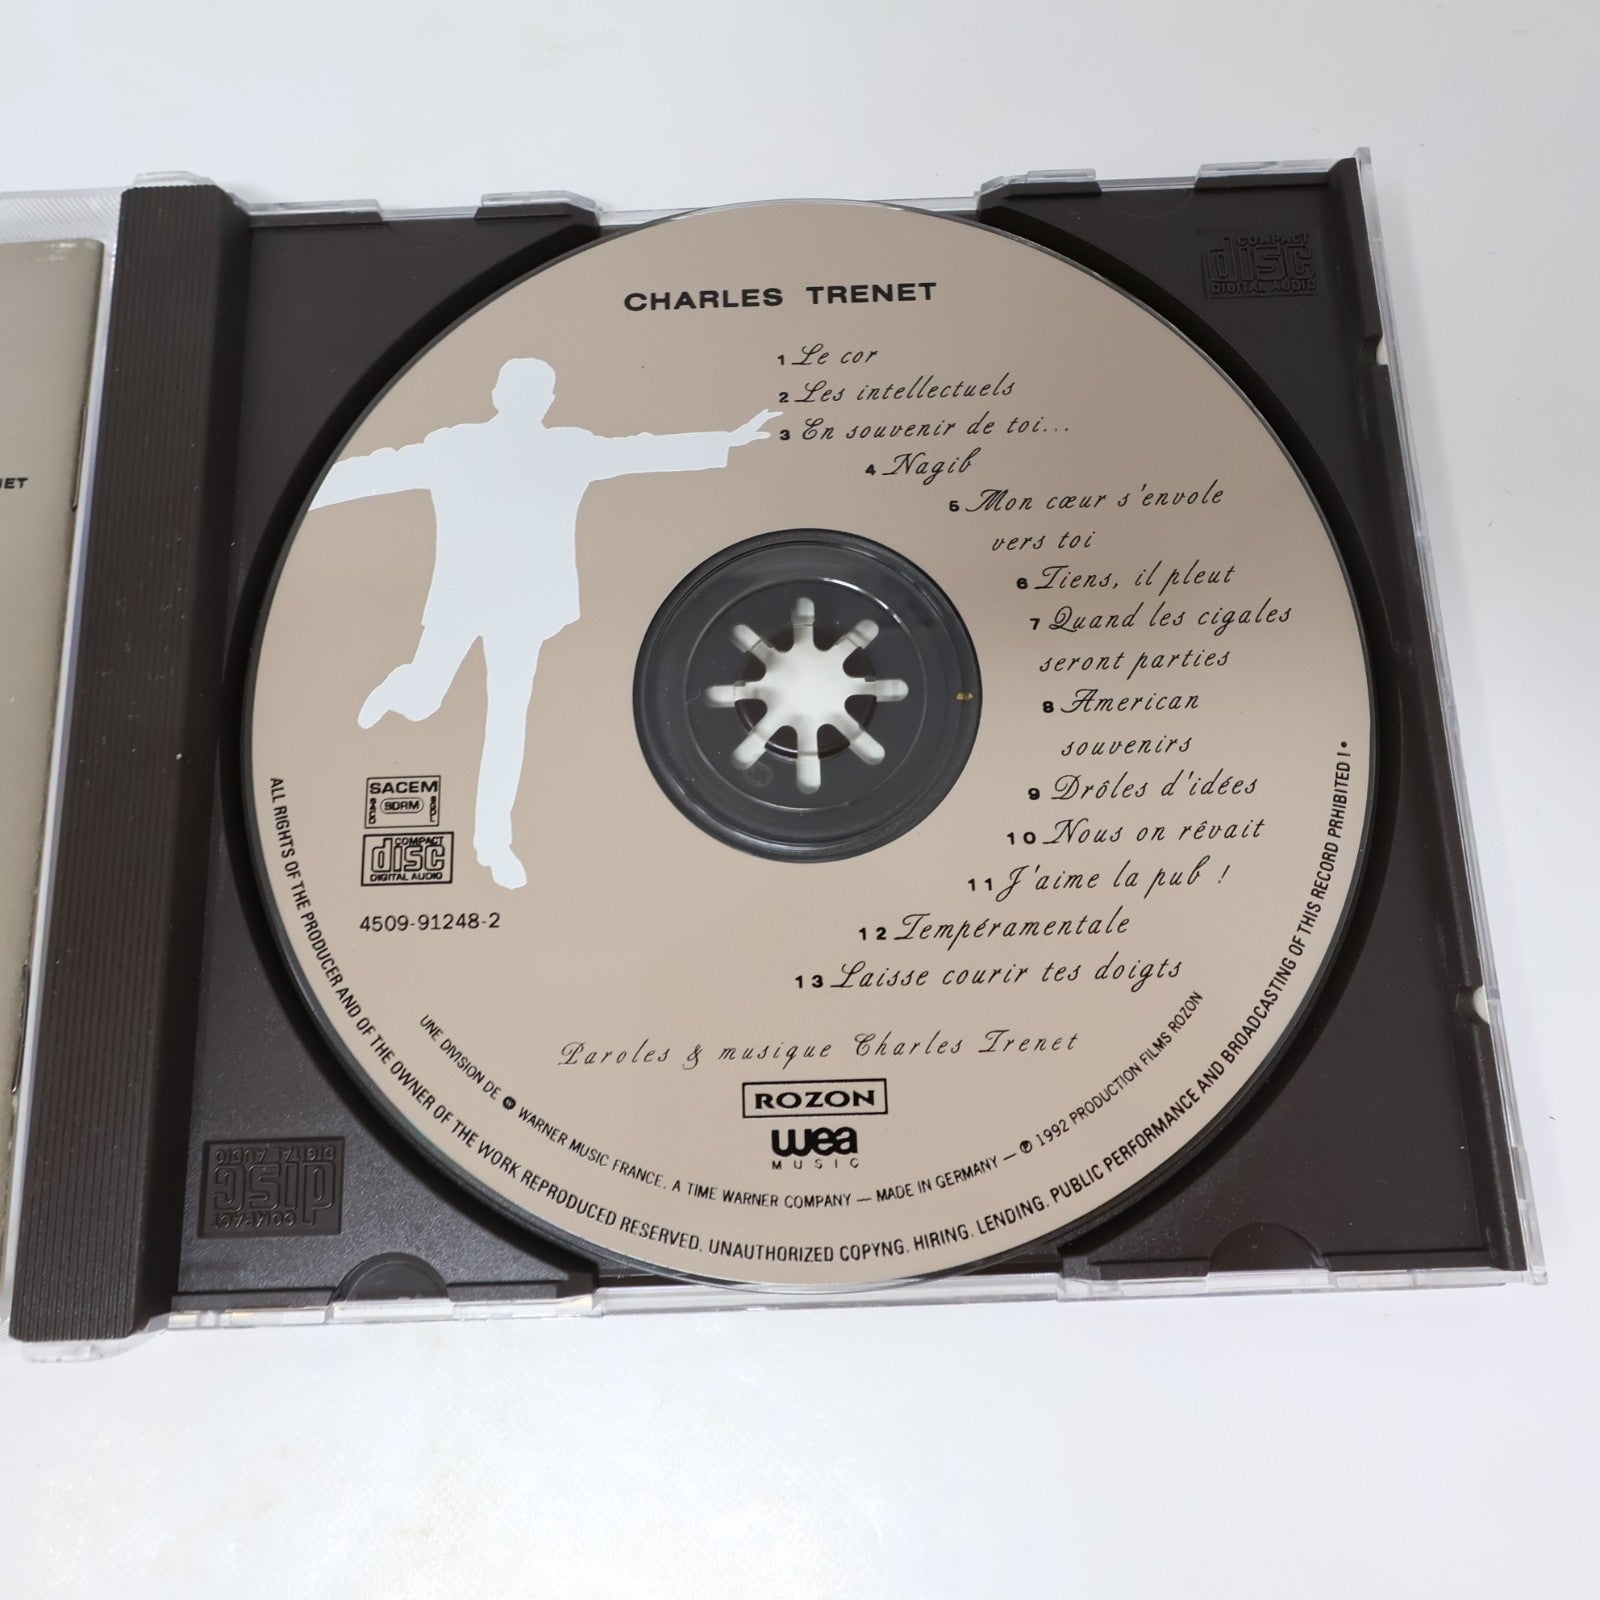 NET
COMPACT
disc
DIGITAL AUDIO
CHARLES TRENET
1 Le cor
2 Les intellectuels
3 En souvenir de toi...
4 Nagib
5 Mon cœur s'envole
vers toi
6 Tiens, il pleut
7 Quand les cigales
seront parties
8 American
souvenirs
9 Drôles d'idées
10 Nous on rêvait
11 J'aime la pub !
12 Tempéramentale
13 Laisse courir tes doigts
SACEM
SACD SDRM SGDL
COMPACT
disc
DIGITAL AUDIO
4509-91248-2
Paroles & musique Charles Trenet
ROZON
wea
MUSIC
UNE DIVISION DE WARNER MUSIC FRANCE. A TIME WARNER COMPANY — MADE IN GERMANY — ℗ 1992 PRODUCTION FILMS ROZON
ALL RIGHTS OF THE PRODUCER AND OF THE OWNER OF THE WORK REPRODUCED RESERVED. UNAUTHORIZED COPYNG. HIRING. LENDING. PUBLIC PERFORMANCE AND BROADCASTING OF THIS RECORD PRHIBITED ! •
COMPACT
disc
DIGITAL AUDIO